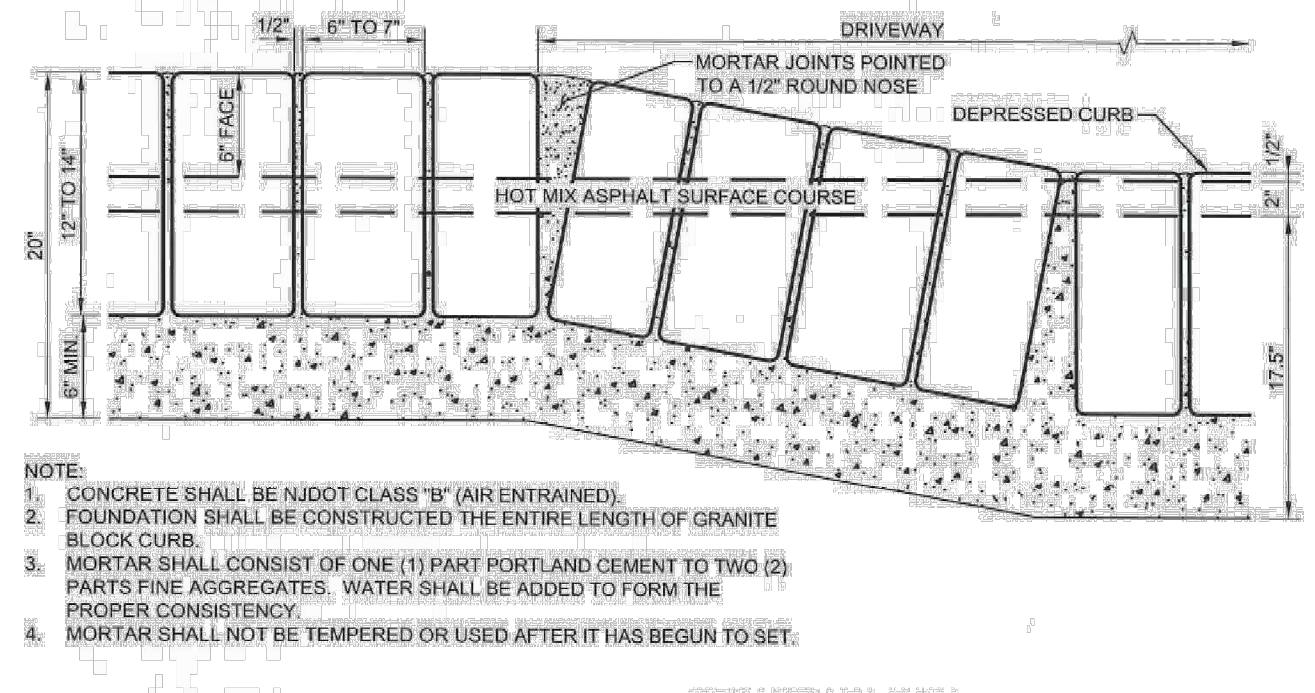 1/2"
6" TO 7"
DRIVEWAY
MORTAR JOINTS POINTED
TO A 1/2" ROUND NOSE
DEPRESSED CURB
6" FACE
12" TO 14"
20"
6" MIN.
HOT MIX ASPHALT SURFACE COURSE
1/2"
2"
17.5"
NOTE:
1. CONCRETE SHALL BE NJDOT CLASS "B" (AIR ENTRAINED).
2. FOUNDATION SHALL BE CONSTRUCTED THE ENTIRE LENGTH OF GRANITE
BLOCK CURB.
3. MORTAR SHALL CONSIST OF ONE (1) PART PORTLAND CEMENT TO TWO (2)
PARTS FINE AGGREGATES. WATER SHALL BE ADDED TO FORM THE
PROPER CONSISTENCY.
4. MORTAR SHALL NOT BE TEMPERED OR USED AFTER IT HAS BEGUN TO SET.